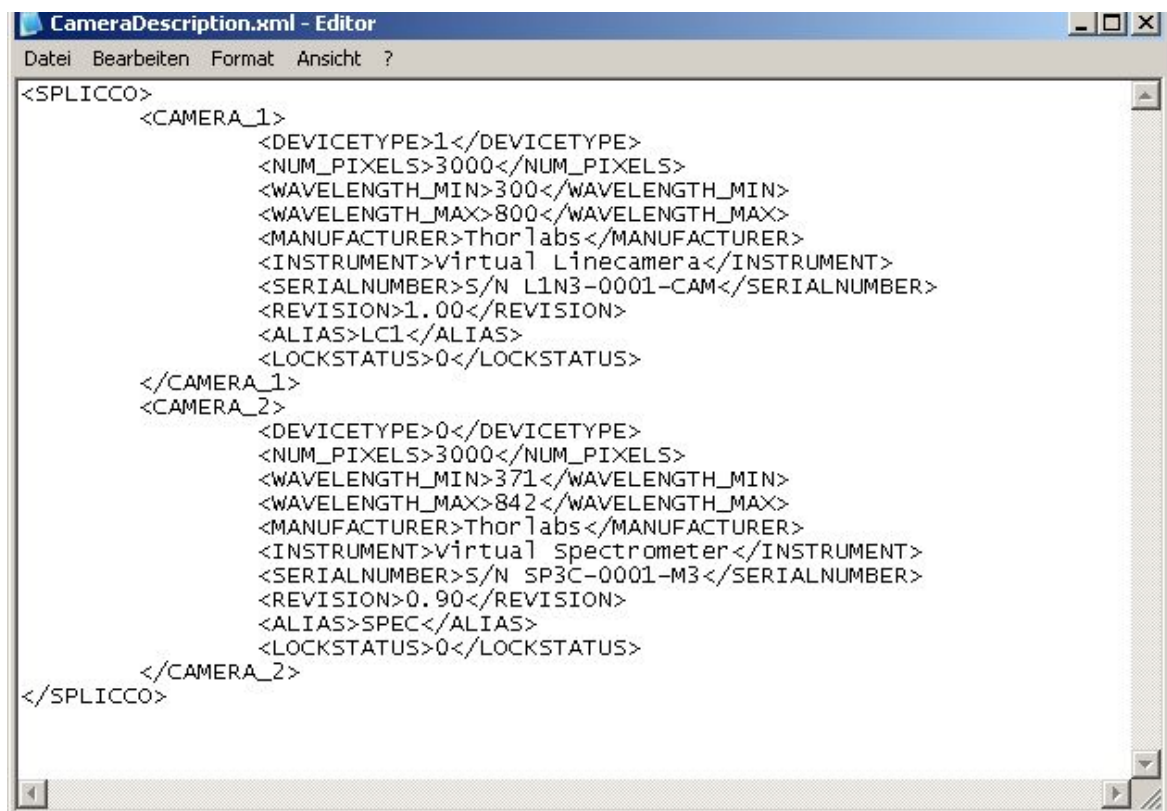 CameraDescription.xml - Editor
Datei Bearbeiten Format Ansicht ?
<SPLICCO>
<CAMERA_1>
<DEVICETYPE>1</DEVICETYPE>
<NUM_PIXELS>3000</NUM_PIXELS>
<WAVELENGTH_MIN>300</WAVELENGTH_MIN>
<WAVELENGTH_MAX>800</WAVELENGTH_MAX>
<MANUFACTURER>Thorlabs</MANUFACTURER>
<INSTRUMENT>Virtual Linecamera</INSTRUMENT>
<SERIALNUMBER>S/N L1N3-0001-CAM</SERIALNUMBER>
<REVISION>1.00</REVISION>
<ALIAS>LC1</ALIAS>
<LOCKSTATUS>0</LOCKSTATUS>
</CAMERA_1>
<CAMERA_2>
<DEVICETYPE>0</DEVICETYPE>
<NUM_PIXELS>3000</NUM_PIXELS>
<WAVELENGTH_MIN>371</WAVELENGTH_MIN>
<WAVELENGTH_MAX>842</WAVELENGTH_MAX>
<MANUFACTURER>Thorlabs</MANUFACTURER>
<INSTRUMENT>Virtual Spectrometer</INSTRUMENT>
<SERIALNUMBER>S/N SP3C-0001-M3</SERIALNUMBER>
<REVISION>0.90</REVISION>
<ALIAS>SPEC</ALIAS>
<LOCKSTATUS>0</LOCKSTATUS>
</CAMERA_2>
</SPLICCO>